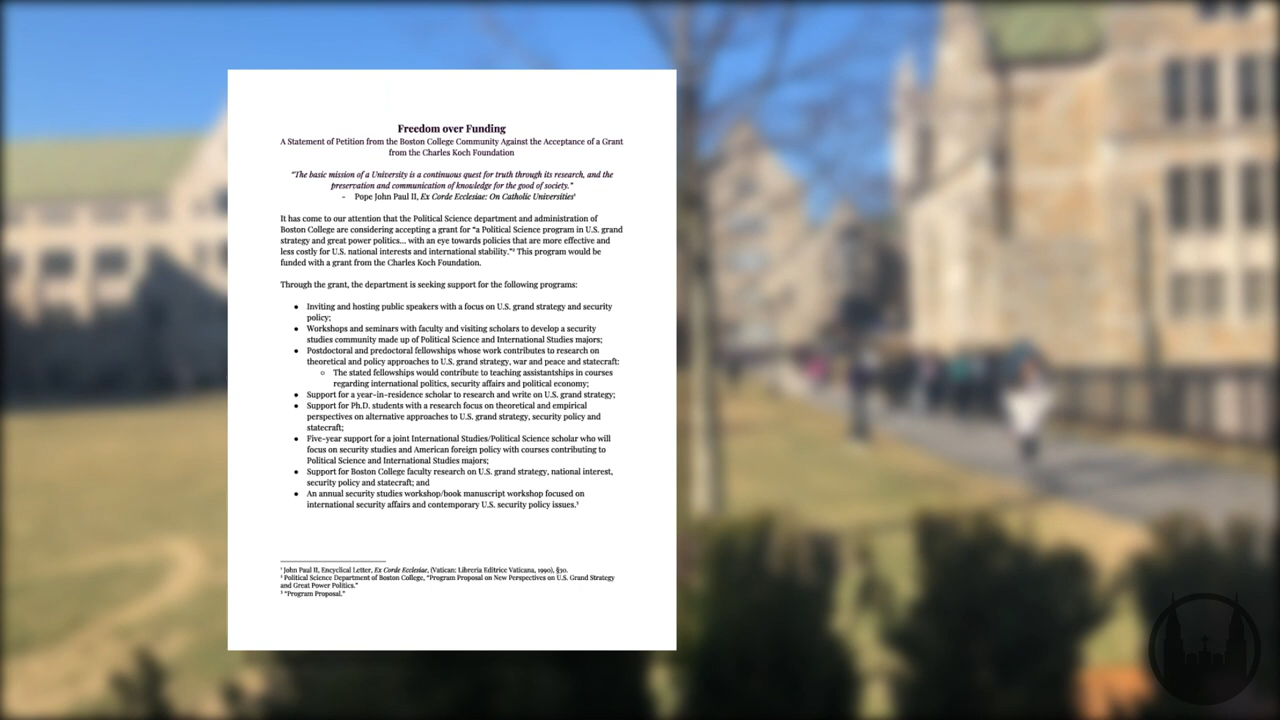 Freedom over Funding
A Statement of Petition from the Boston College Community Against the Acceptance of a Grant
from the Charles Koch Foundation
"The basic mission of a University is a continuous quest for truth through its research, and the
preservation and communication of knowledge for the good of society."
- Pope John Paul II, Ex Corde Ecclesiae: On Catholic Universities¹
It has come to our attention that the Political Science department and administration of
Boston College are considering accepting a grant for "a Political Science program in U.S. grand
strategy and great power politics... with an eye towards policies that are more effective and
less costly for U.S. national interests and international stability."² This program would be
funded with a grant from the Charles Koch Foundation.
Through the grant, the department is seeking support for the following programs:
● Inviting and hosting public speakers with a focus on U.S. grand strategy and security
policy;
● Workshops and seminars with faculty and visiting scholars to develop a security
studies community made up of Political Science and International Studies majors;
● Postdoctoral and predoctoral fellowships whose work contributes to research on
theoretical and policy approaches to U.S. grand strategy, war and peace and statecraft:
○ The stated fellowships would contribute to teaching assistantships in courses
regarding international politics, security affairs and political economy;
● Support for a year-in-residence scholar to research and write on U.S. grand strategy;
● Support for Ph.D. students with a research focus on theoretical and empirical
perspectives on alternative approaches to U.S. grand strategy, security policy and
statecraft;
● Five-year support for a joint International Studies/Political Science scholar who will
focus on security studies and American foreign policy with courses contributing to
Political Science and International Studies majors;
● Support for Boston College faculty research on U.S. grand strategy, national interest,
security policy and statecraft; and
● An annual security studies workshop/book manuscript workshop focused on
international security affairs and contemporary U.S. security policy issues.³
¹ John Paul II, Encyclical Letter, Ex Corde Ecclesiae, (Vatican: Libreria Editrice Vaticana, 1990), §30.
² Political Science Department of Boston College, "Program Proposal on New Perspectives on U.S. Grand Strategy
and Great Power Politics."
³ "Program Proposal."